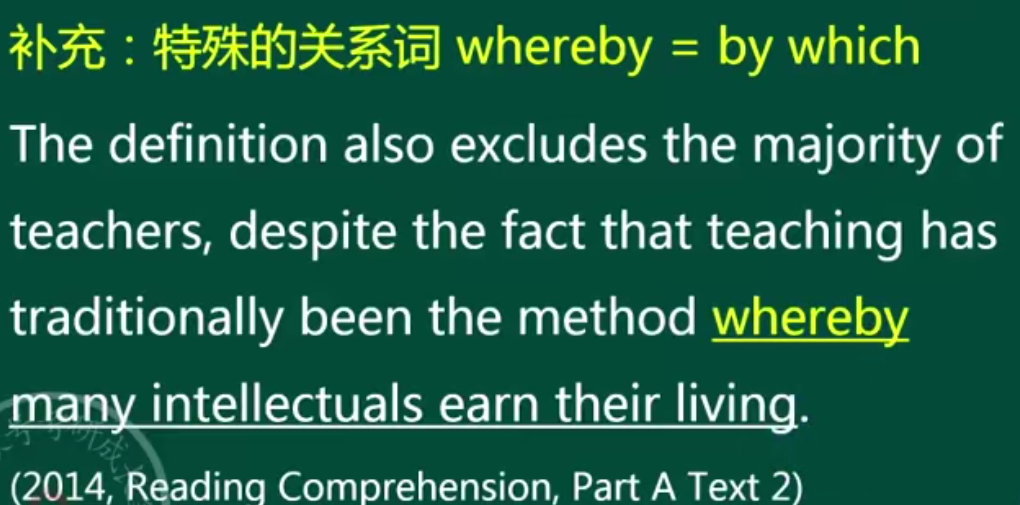 补充：特殊的关系词 whereby = by which
The definition also excludes the majority of
teachers, despite the fact that teaching has
traditionally been the method whereby
many intellectuals earn their living.
(2014, Reading Comprehension, Part A Text 2)